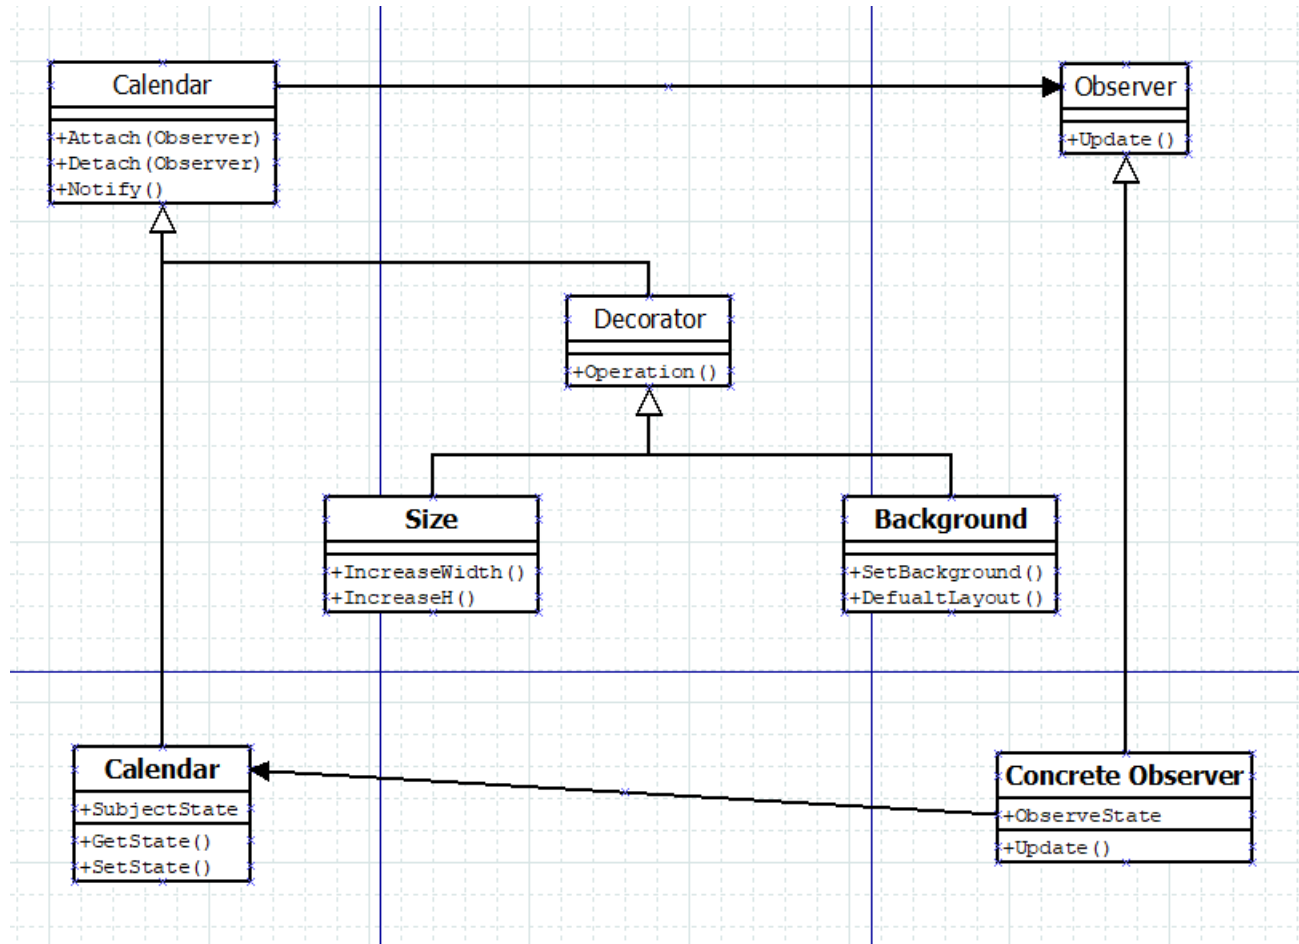 Calendar
+Attach(Observer)
+Detach(Observer)
+Notify()
Observer
+Update()
Decorator
+Operation()
Size
+IncreaseWidth()
+IncreaseH()
Background
+SetBackground()
+DefualtLayout()
Calendar
+SubjectState
+GetState()
+SetState()
Concrete Observer
+ObserveState
+Update()